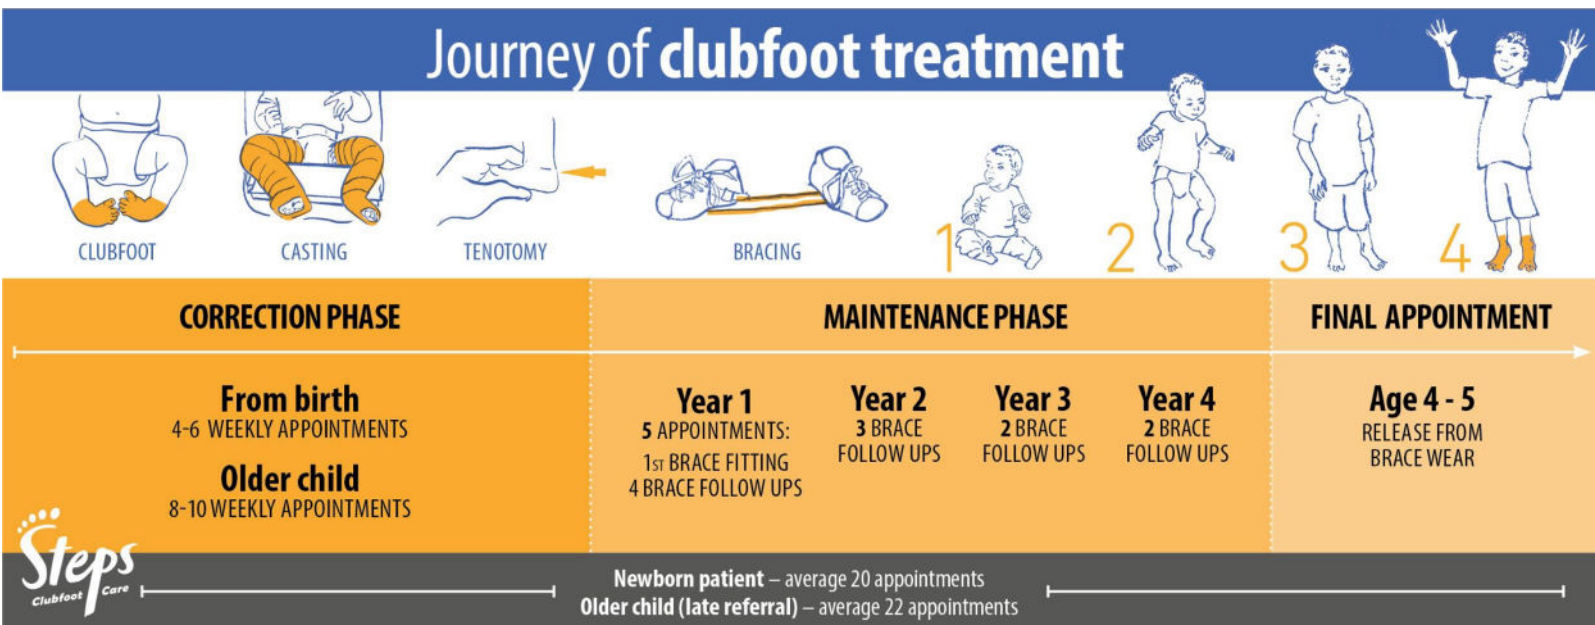 Journey of clubfoot treatment
CLUBFOOT
CASTING
TENOTOMY
BRACING
1
2
3
4
CORRECTION PHASE
MAINTENANCE PHASE
FINAL APPOINTMENT
From birth
4-6 WEEKLY APPOINTMENTS
Older child
8-10 WEEKLY APPOINTMENTS
Year 1
5 APPOINTMENTS:
1ST BRACE FITTING
4 BRACE FOLLOW UPS
Year 2
3 BRACE
FOLLOW UPS
Year 3
2 BRACE
FOLLOW UPS
Year 4
2 BRACE
FOLLOW UPS
Age 4 - 5
RELEASE FROM
BRACE WEAR
Steps
Clubfoot Care
Newborn patient – average 20 appointments
Older child (late referral) – average 22 appointments